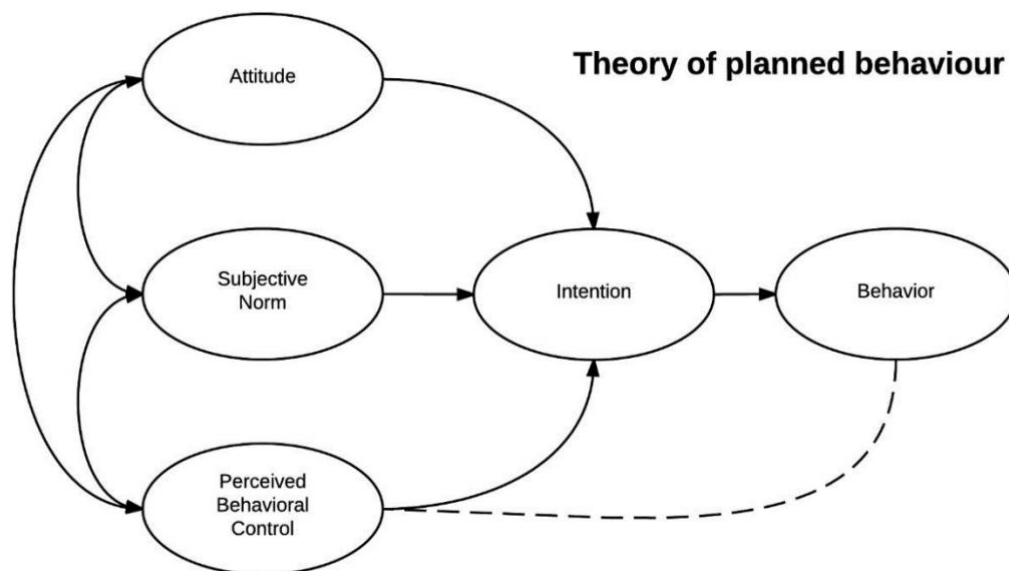 Theory of planned behaviour
Attitude
Subjective
Norm
Intention
Behavior
Perceived
Behavioral
Control